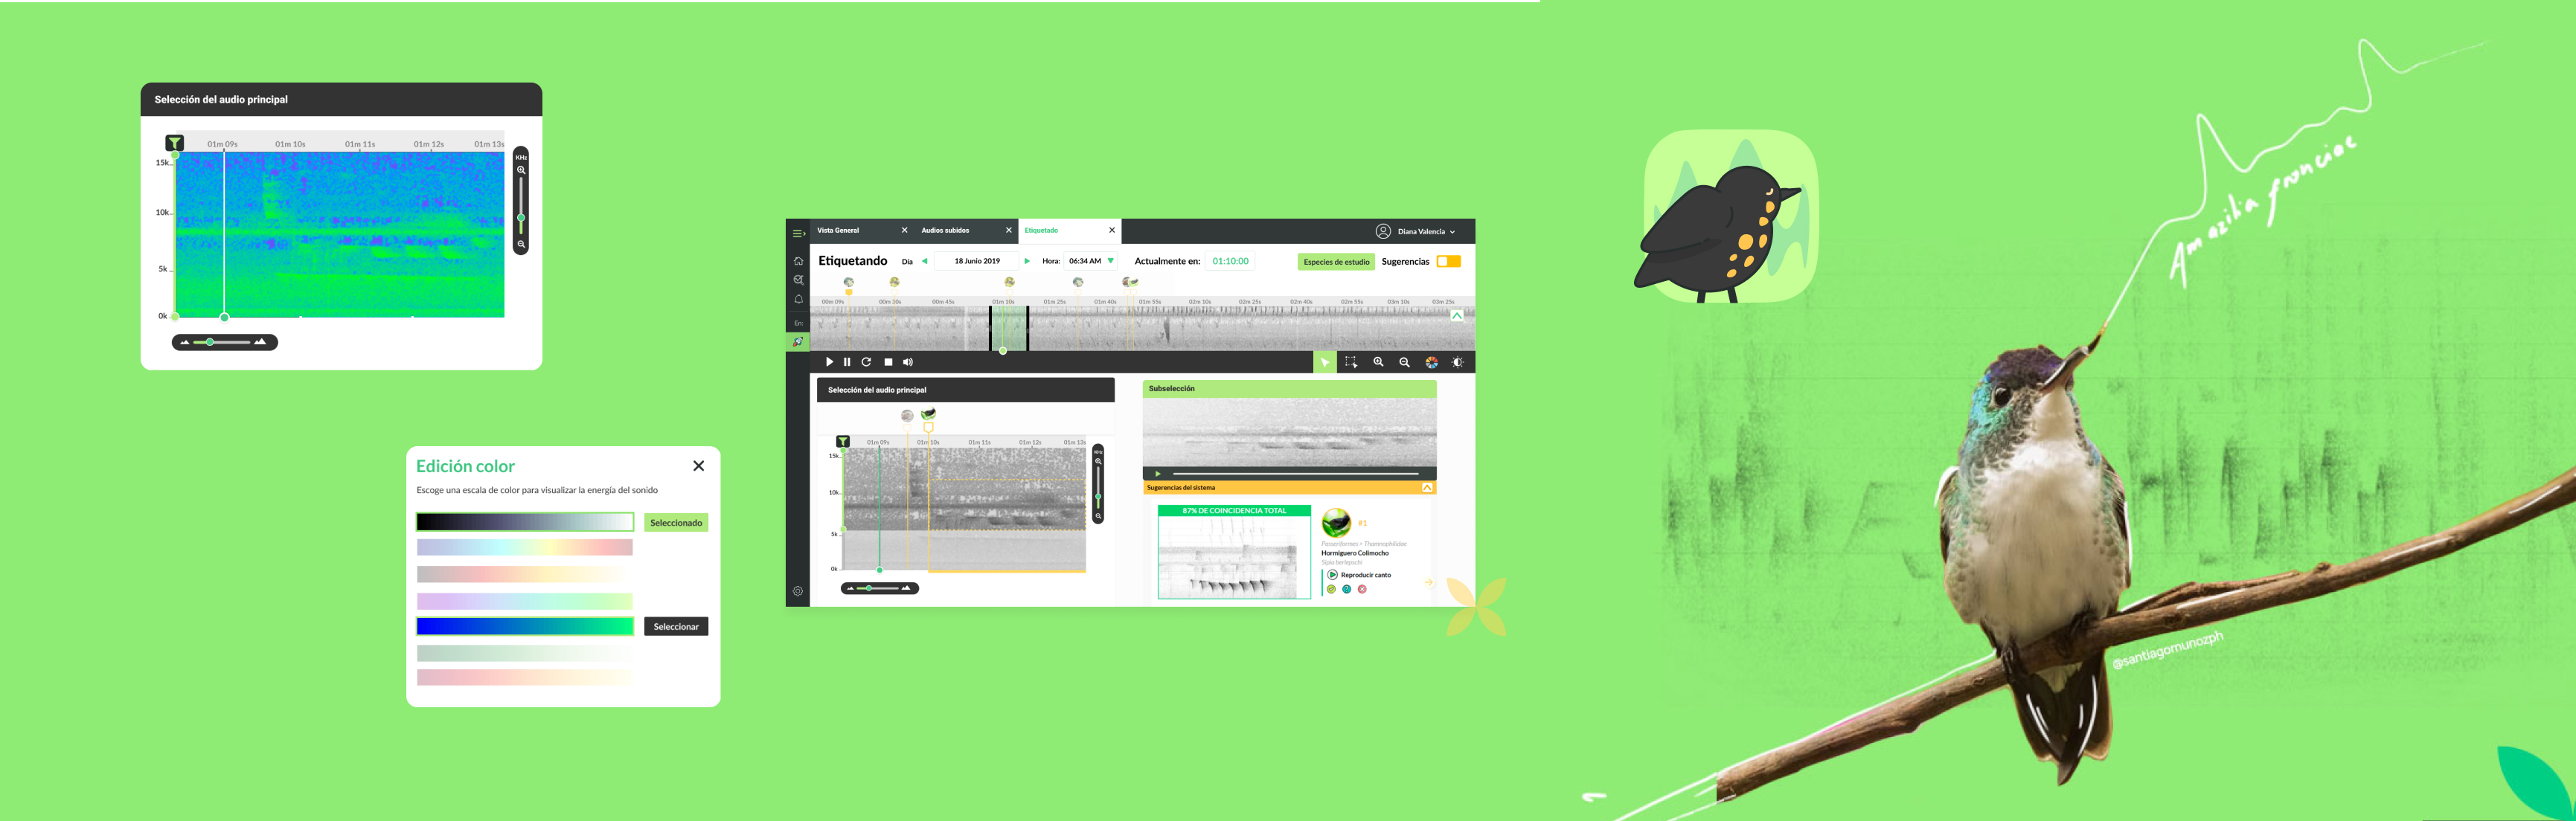 Selección del audio principal
01m 09s 01m 10s 01m 11s 01m 12s 01m 13s
KHz
15k
10k
5k
0k
Edición color
Escoge una escala de color para visualizar la energía del sonido
Seleccionado
Seleccionar
Vista General Audios subidos Etiquetado Diana Valencia
Etiquetando Día 18 Junio 2019 Hora: 06:34 AM Actualmente en: 01:10:00 Especies de estudio Sugerencias
00m 09s 00m 30s 00m 45s 01m 10s 01m 25s 01m 40s 01m 55s 02m 10s 02m 25s 02m 40s 02m 55s 03m 10s 03m 25s
En
Selección del audio principal
01m 09s 01m 10s 01m 11s 01m 12s 01m 13s
KHz
15k
10k
5k
0k
Subselección
Sugerencias del sistema
87% DE COINCIDENCIA TOTAL
#1
Passeriformes > Thamnophilidae
Hormiguero Colimocho
Sipia berlepschi
Reproducir canto
Amazilia franciae
@santiagomunozph